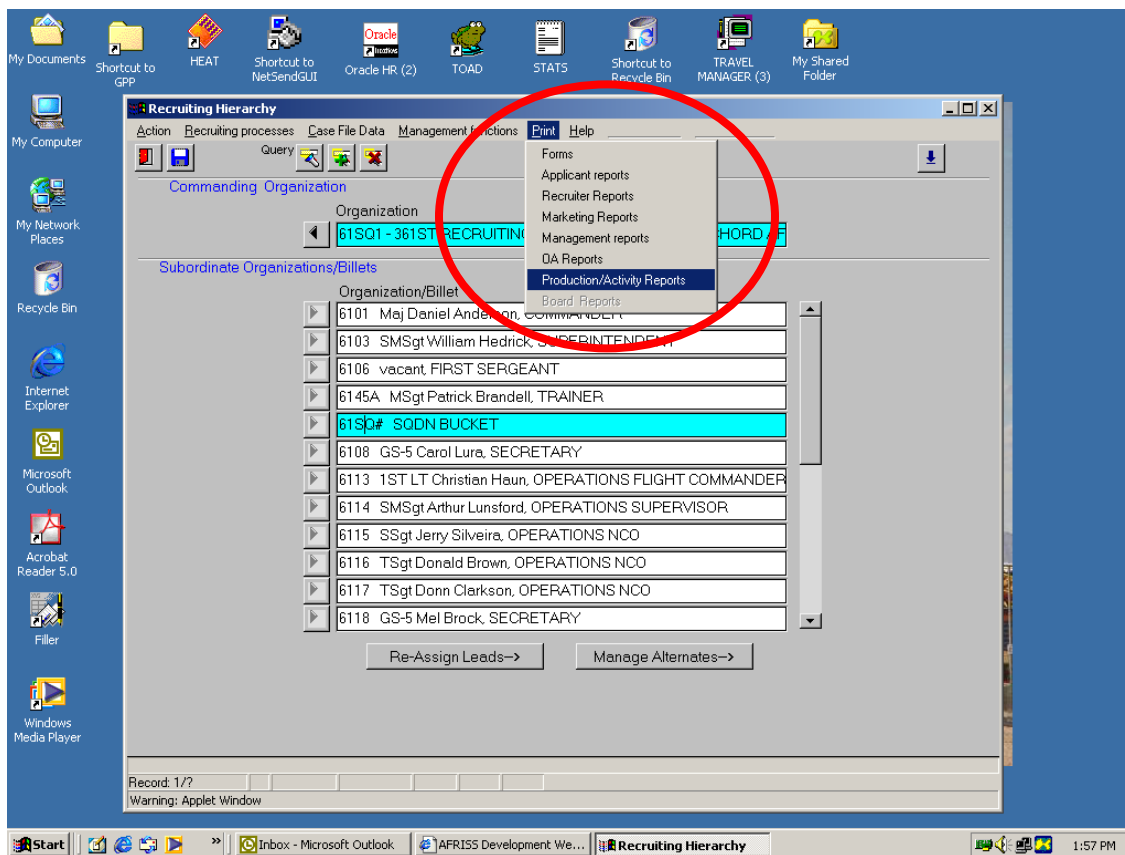 My Documents
Shortcut to
GPP
HEAT
Shortcut to
NetSendGUI
Oracle
Oracle HR (2)
TOAD
STATS
Shortcut to
Recycle Bin
TRAVEL
MANAGER (3)
My Shared
Folder
My Computer
My Network
Places
Recycle Bin
Internet
Explorer
Microsoft
Outlook
Acrobat
Reader 5.0
Filler
Windows
Media Player
Recruiting Hierarchy
Action Recruiting processes Case File Data Management functions Print Help
Query
Forms
Applicant reports
Recruiter Reports
Marketing Reports
Management reports
OA Reports
Production/Activity Reports
Board Reports
Commanding Organization
Organization
61SQ1 - 361ST RECRUITING CHORD AF
Subordinate Organizations/Billets
Organization/Billet
6101 Maj Daniel Anderson, COMMANDER
6103 SMSgt William Hedrick, SUPERINTENDENT
6106 vacant, FIRST SERGEANT
6145A MSgt Patrick Brandell, TRAINER
61SQ# SQDN BUCKET
6108 GS-5 Carol Lura, SECRETARY
6113 1ST LT Christian Haun, OPERATIONS FLIGHT COMMANDER
6114 SMSgt Arthur Lunsford, OPERATIONS SUPERVISOR
6115 SSgt Jerry Silveira, OPERATIONS NCO
6116 TSgt Donald Brown, OPERATIONS NCO
6117 TSgt Donn Clarkson, OPERATIONS NCO
6118 GS-5 Mel Brock, SECRETARY
Re-Assign Leads-> Manage Alternates->
Record: 1/?
Warning: Applet Window
Start » Inbox - Microsoft Outlook AFRISS Development We... Recruiting Hierarchy 1:57 PM